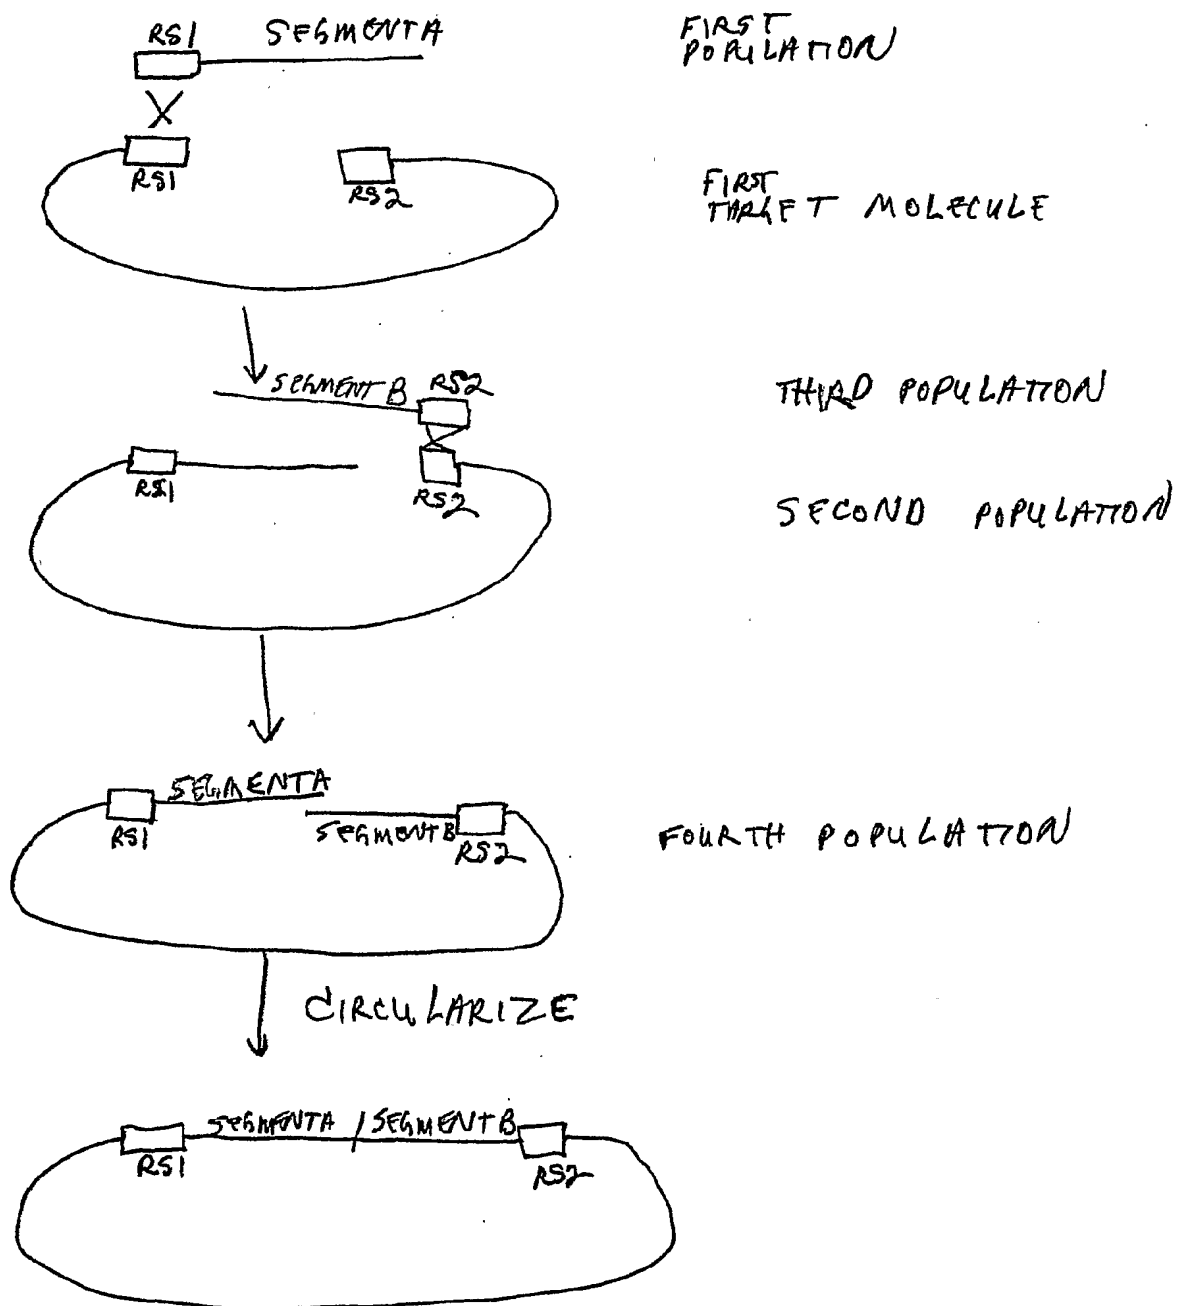 RS1 SEGMENTA
FIRST
POPULATION
X
RS1 RS2
FIRST
TARGET MOLECULE
SEGMENT B RS2
THIRD POPULATION
RS1 RS2
SECOND POPULATION
SEGMENTA
RS1 SEGMENTB RS2
FOURTH POPULATION
CIRCULARIZE
SEGMENTA / SEGMENTB
RS1 RS2